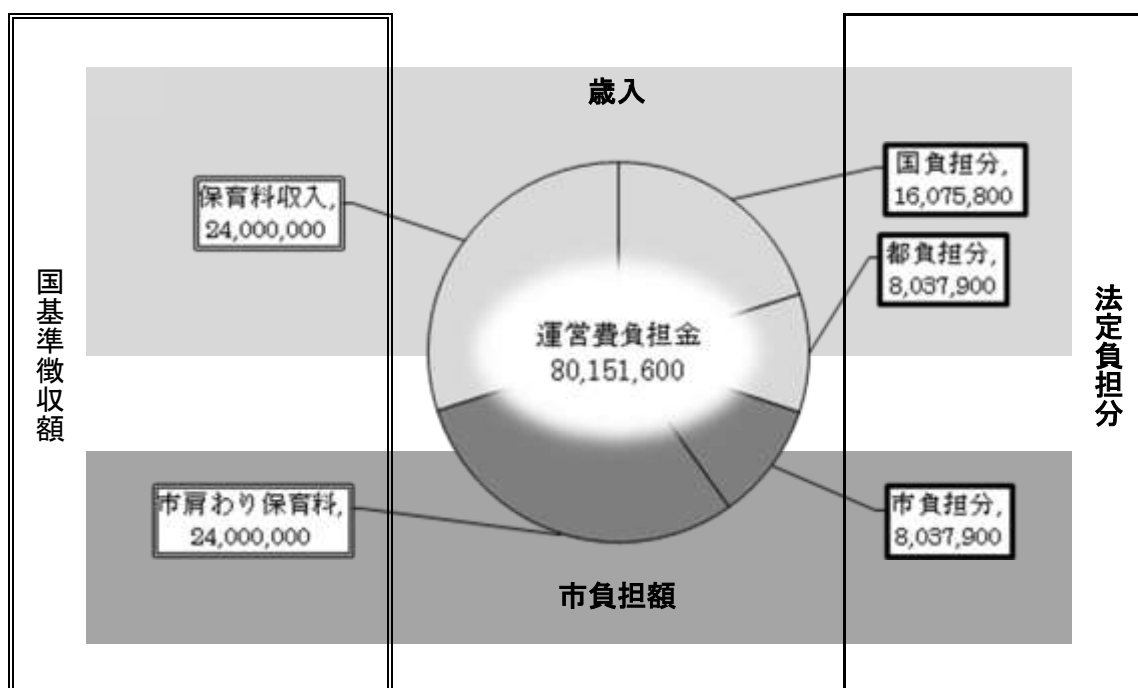 歳入
国負担分,
16,075,800
保育料収入,
24,000,000
都負担分,
8,037,900
国基準徴収額
法定負担分
運営費負担金
80,151,600
市肩わり保育料,
24,000,000
市負担分,
8,037,900
市負担額